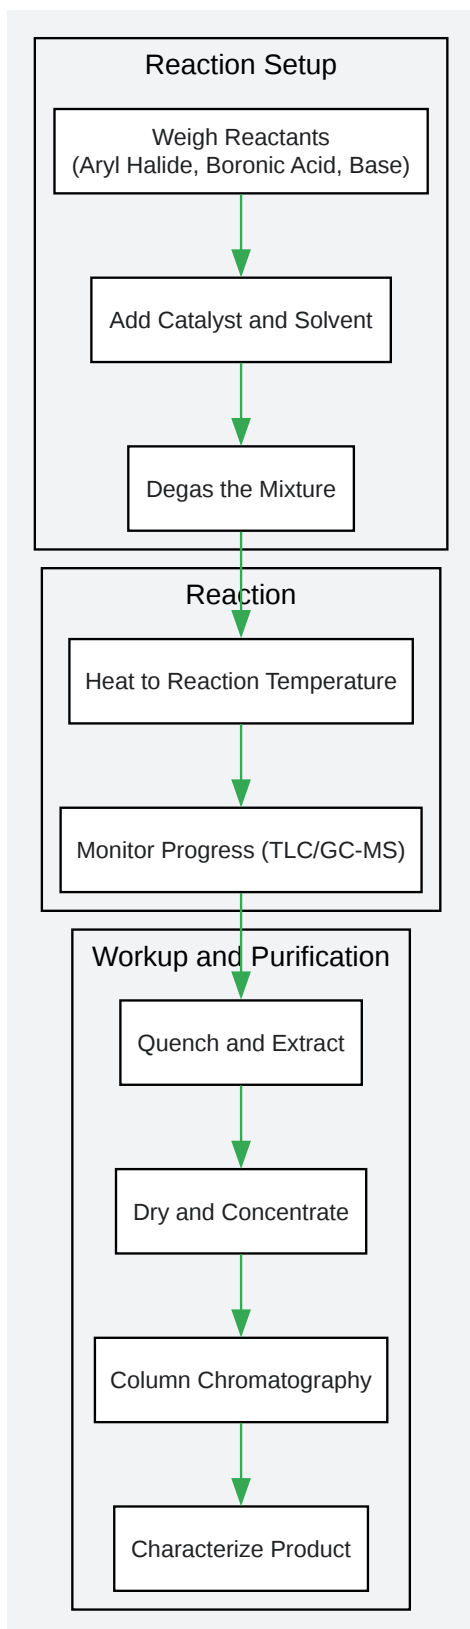 Reaction Setup
Weigh Reactants
(Aryl Halide, Boronic Acid, Base)
Add Catalyst and Solvent
Degas the Mixture
Reaction
Heat to Reaction Temperature
Monitor Progress (TLC/GC-MS)
Workup and Purification
Quench and Extract
Dry and Concentrate
Column Chromatography
Characterize Product